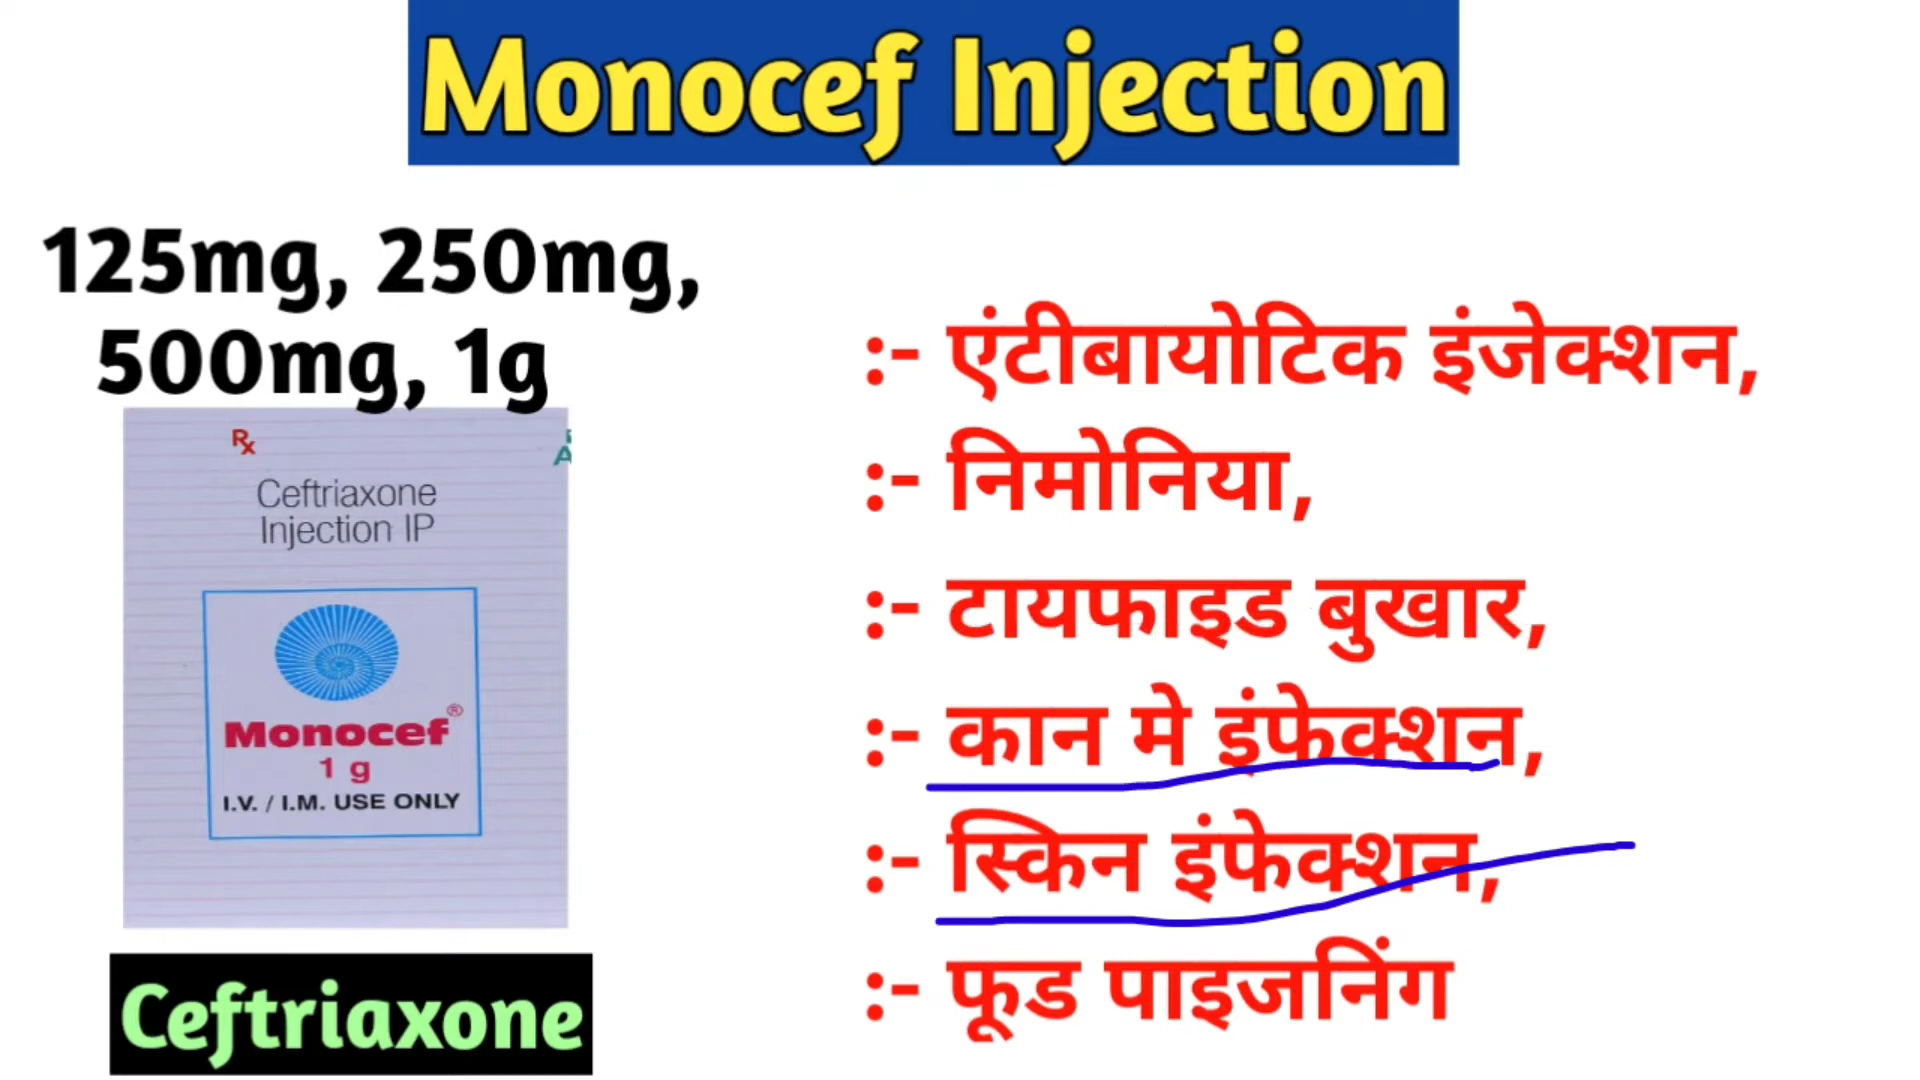 Monocef Injection
125mg, 250mg,
500mg, 1g
Rx
Ceftriaxone
Injection IP
Monocef®
1 g
I.V. / I.M. USE ONLY
Ceftriaxone
:- एंटीबायोटिक इंजेक्शन,
:- निमोनिया,
:- टायफाइड बुखार,
:- कान मे इंफेक्शन,
:- स्किन इंफेक्शन,
:- फूड पाइजनिंग